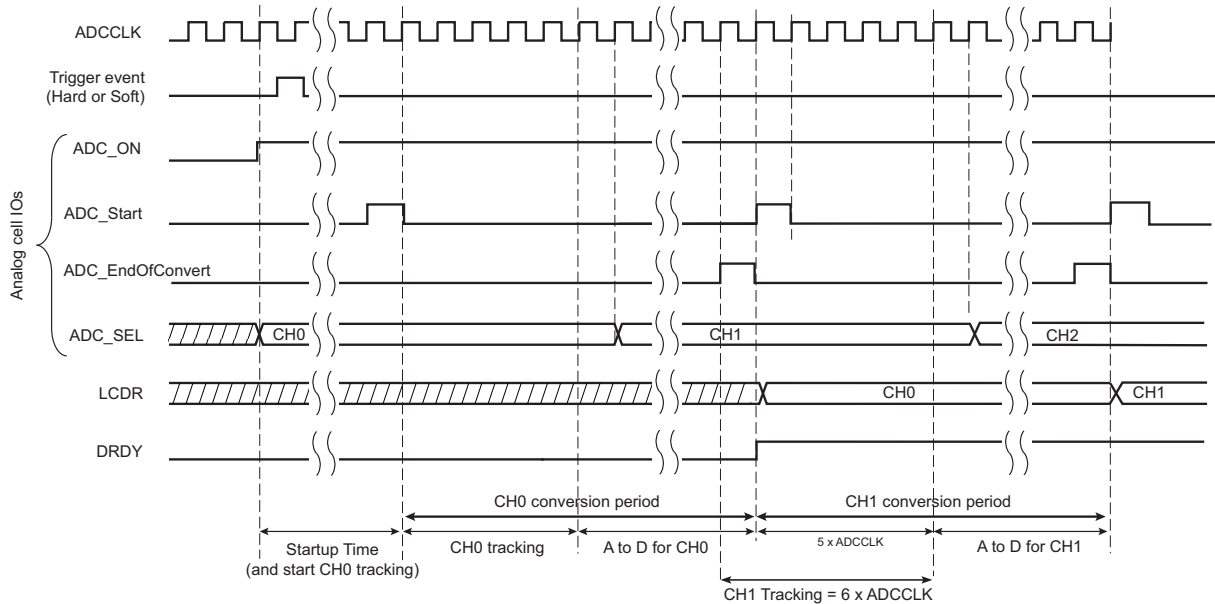 ADCCLK
Trigger event
(Hard or Soft)
Analog cell IOs
ADC_ON
ADC_Start
ADC_EndOfConvert
ADC_SEL
CH0
CH1
CH2
LCDR
CH0
CH1
DRDY
CH0 conversion period
CH1 conversion period
Startup Time
(and start CH0 tracking)
CH0 tracking
A to D for CH0
5 x ADCCLK
A to D for CH1
CH1 Tracking = 6 x ADCCLK